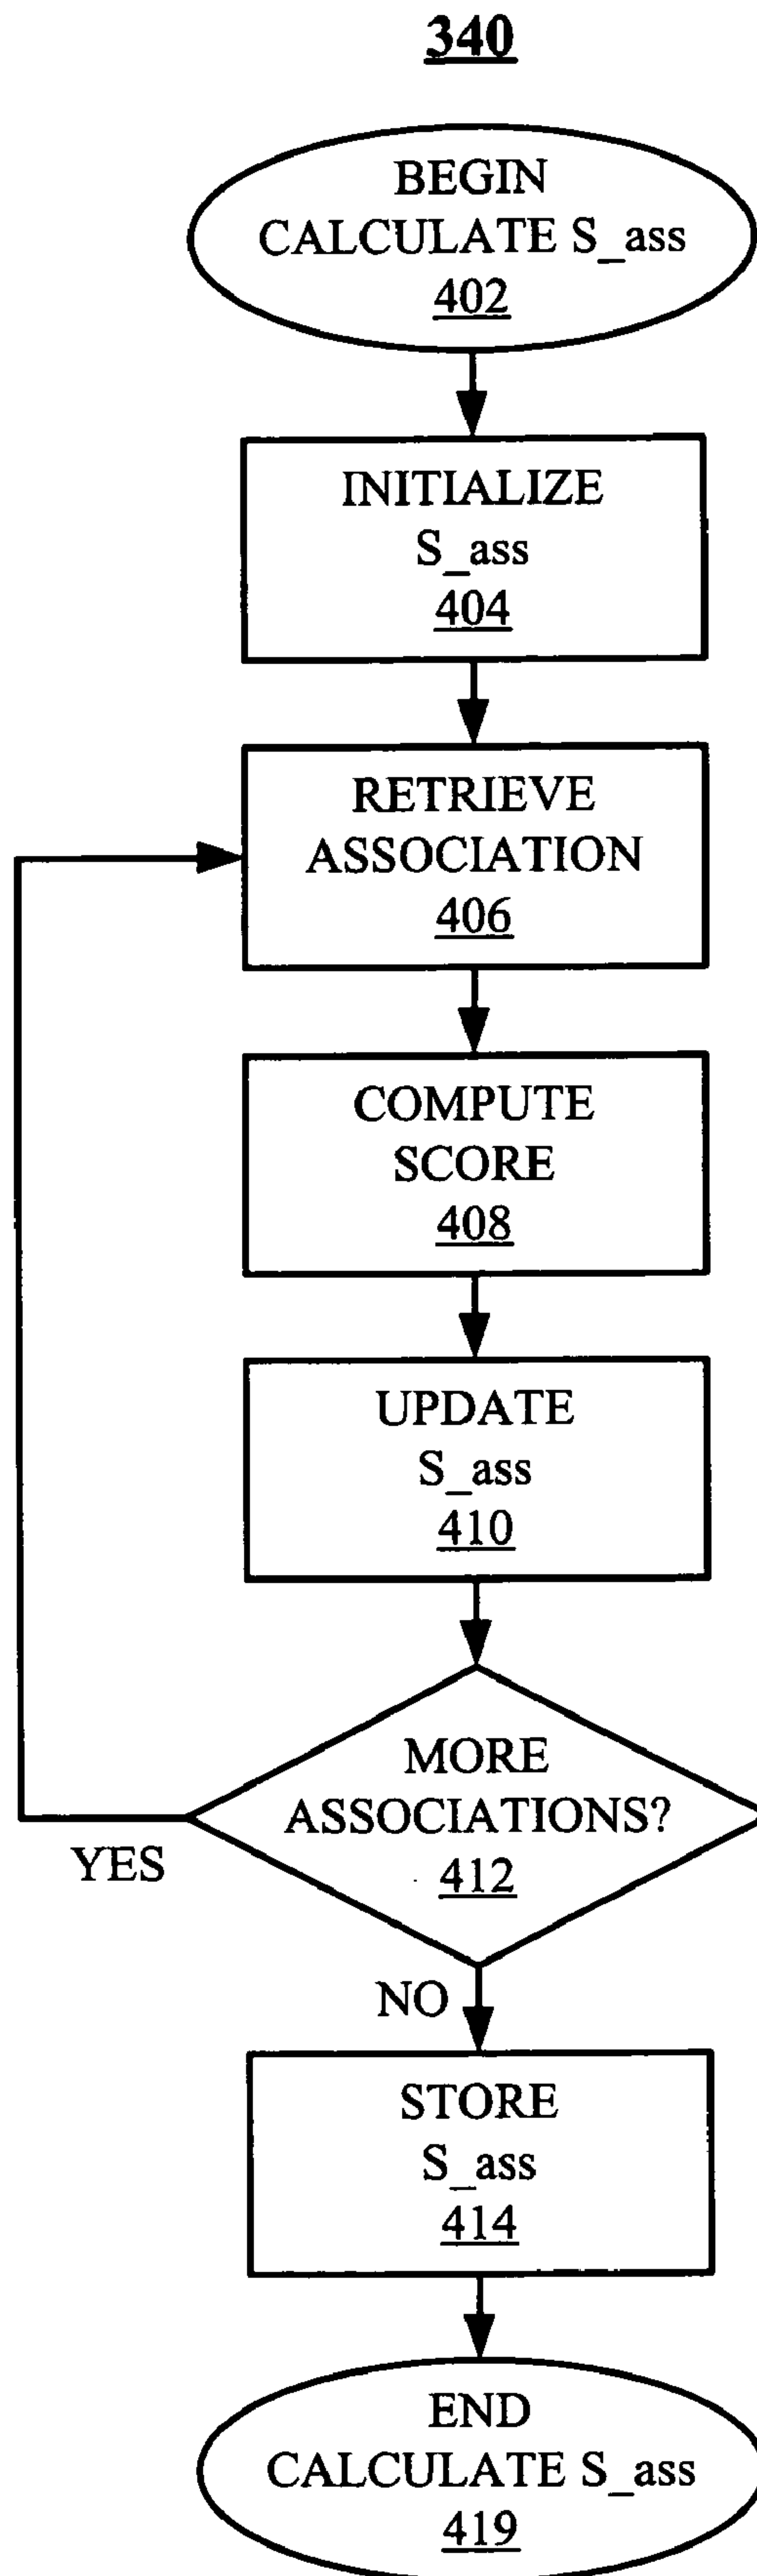 340
BEGIN
CALCULATE S_ass
402
INITIALIZE
S_ass
404
RETRIEVE
ASSOCIATION
406
COMPUTE
SCORE
408
UPDATE
S_ass
410
MORE
ASSOCIATIONS?
412
YES
NO
STORE
S_ass
414
END
CALCULATE S_ass
419